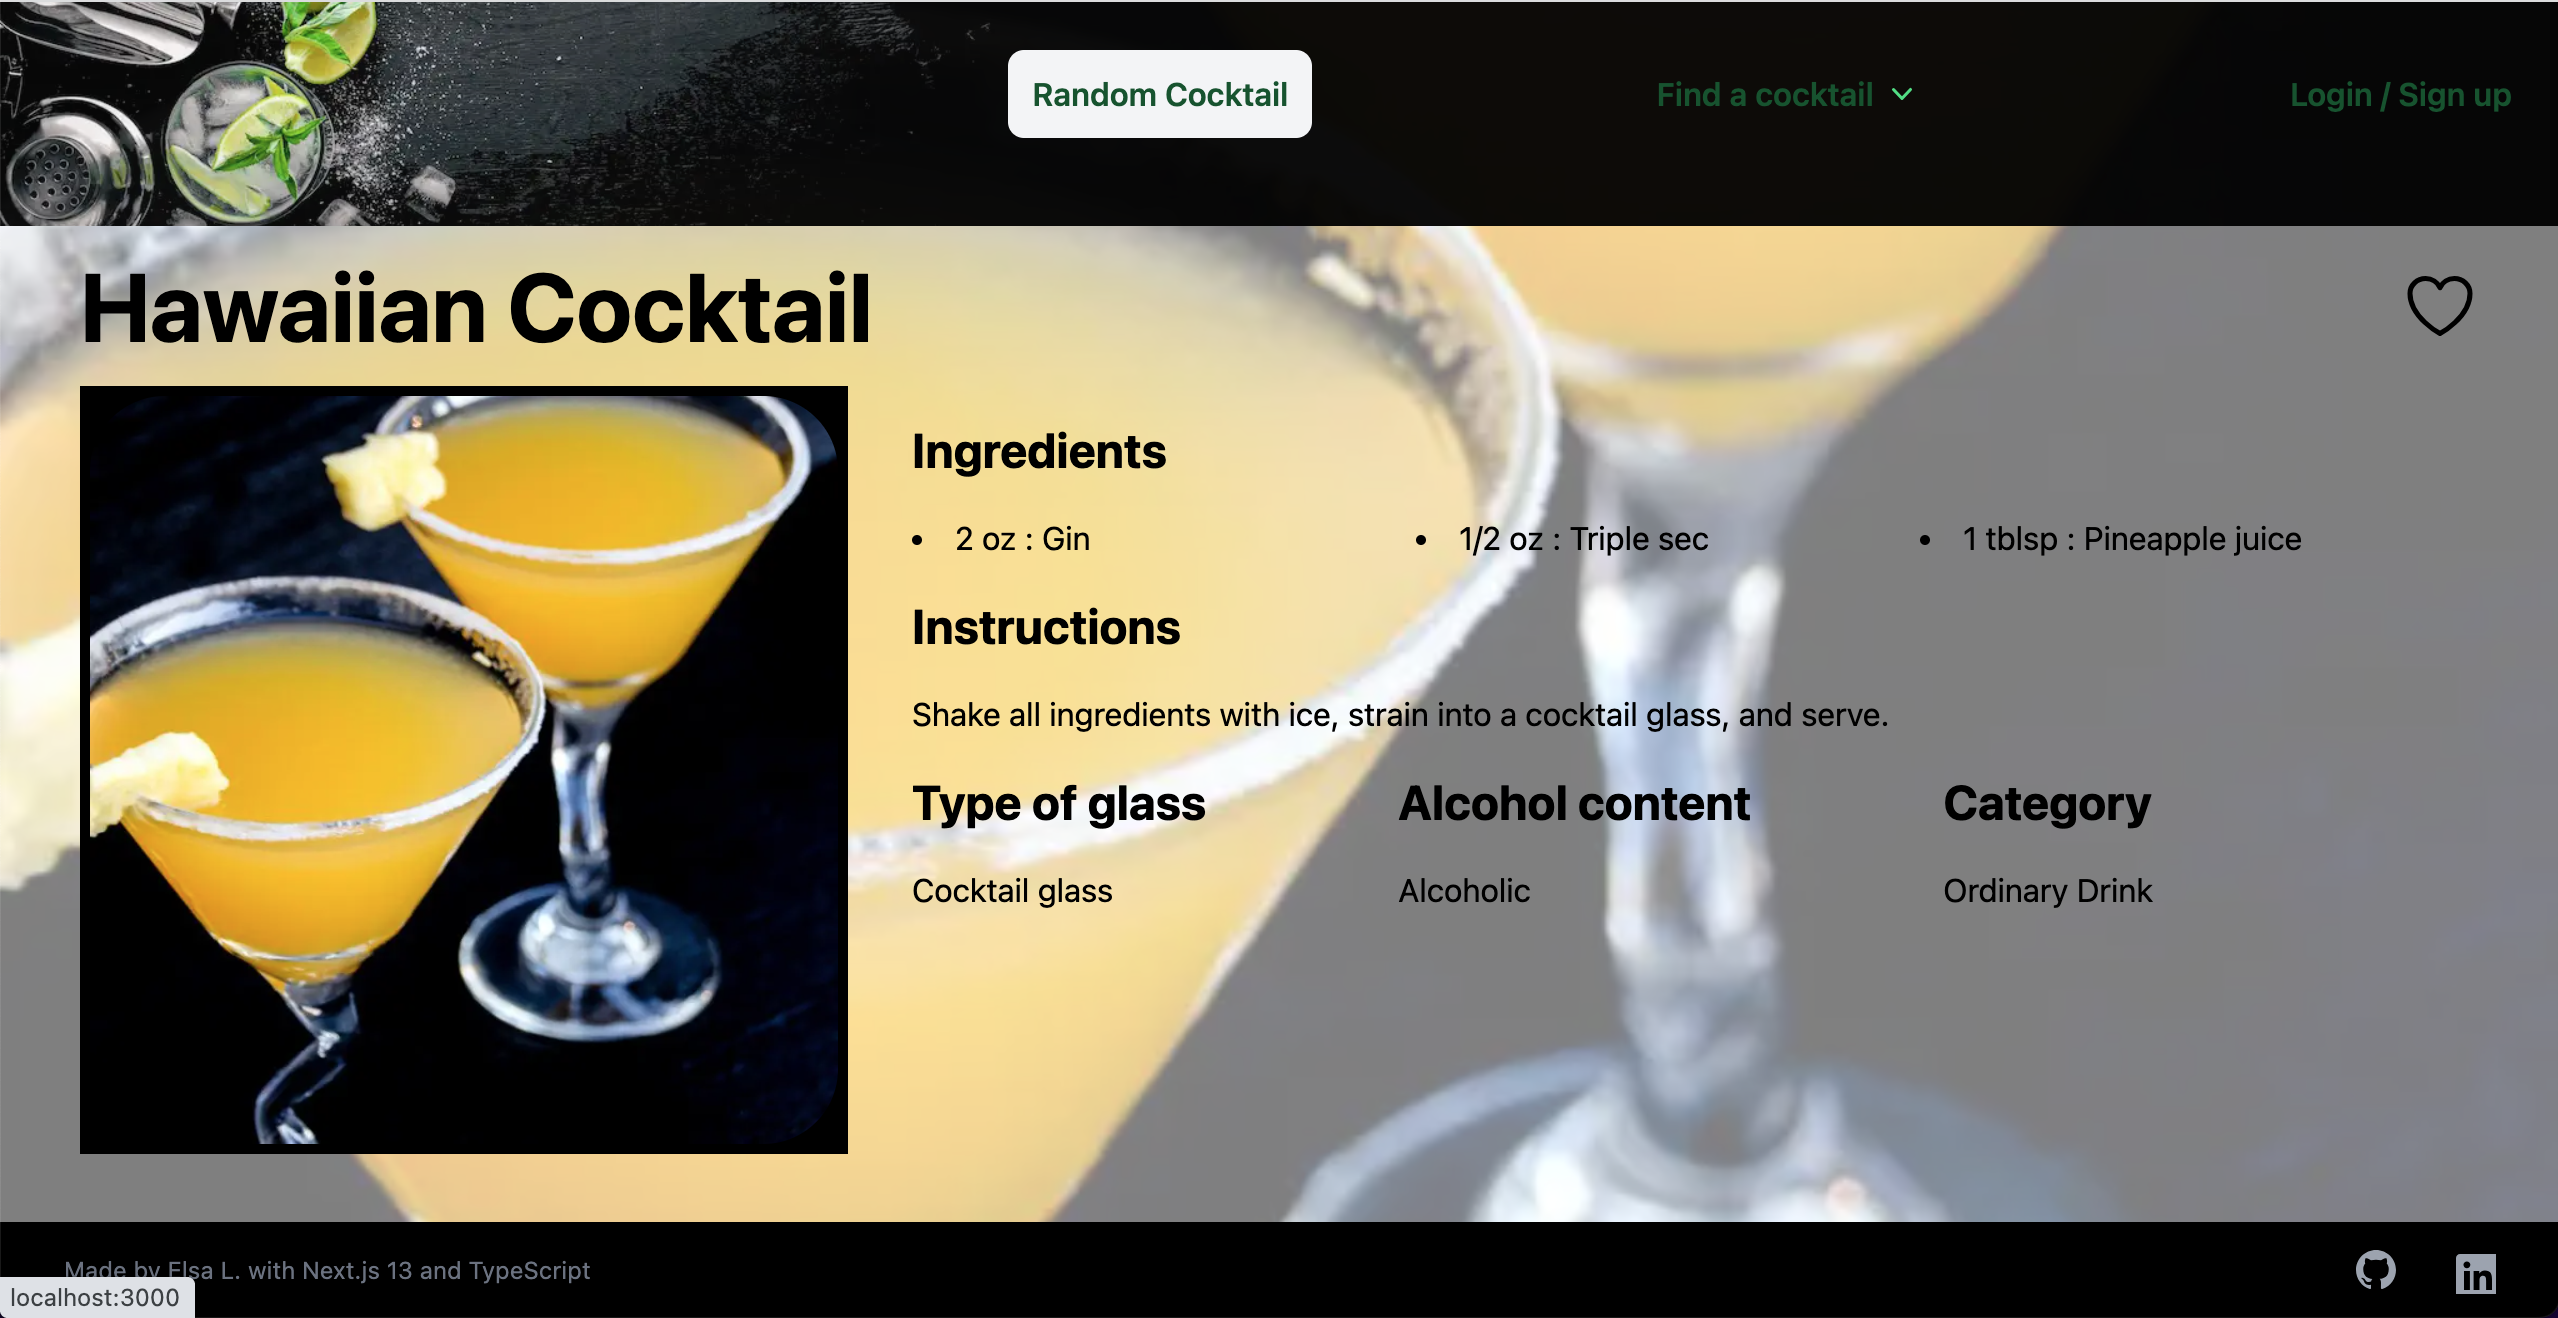 Random Cocktail
Find a cocktail
Login / Sign up
Hawaiian Cocktail
Ingredients
• 2 oz : Gin
• 1/2 oz : Triple sec
• 1 tblsp : Pineapple juice
Instructions
Shake all ingredients with ice, strain into a cocktail glass, and serve.
Type of glass
Alcohol content
Category
Cocktail glass
Alcoholic
Ordinary Drink
Made by Elsa L. with Next.js 13 and TypeScript
in
localhost:3000